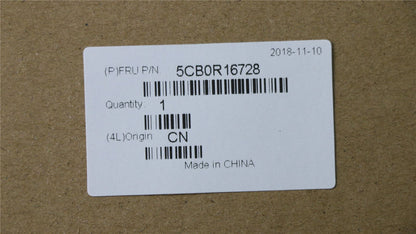 2018-11-10
(P)FRU P/N: 5CB0R16728
Quantity: 1
(4L)Origin: CN
Made in CHINA